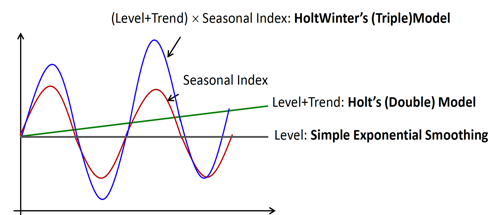 (Level+Trend) × Seasonal Index: HoltWinter's (Triple)Model
Seasonal Index
Level+Trend: Holt's (Double) Model
Level: Simple Exponential Smoothing